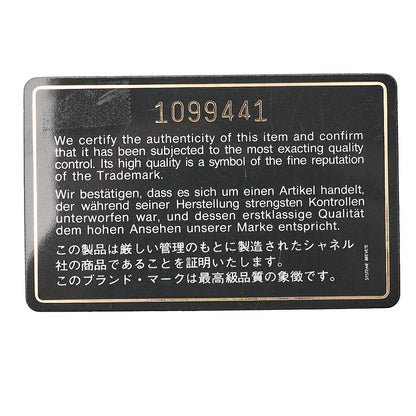 1099441
We certify the authenticity of this item and confirm
that it has been subjected to the most exacting quality
control. Its high quality is a symbol of the fine reputation
of the Trademark.
Wir bestätigen, dass es sich um einen Artikel handelt,
der während seiner Herstellung strengsten Kontrollen
unterworfen war, und dessen erstklassige Qualität
dem hohen Ansehen unserer Marke entspricht.
この製品は厳しい管理のもとに製造されたシャネル
社の商品であることを証明いたします。
このブランド・マークは最高級品質の象徴です。
SYSTEME BREVETE